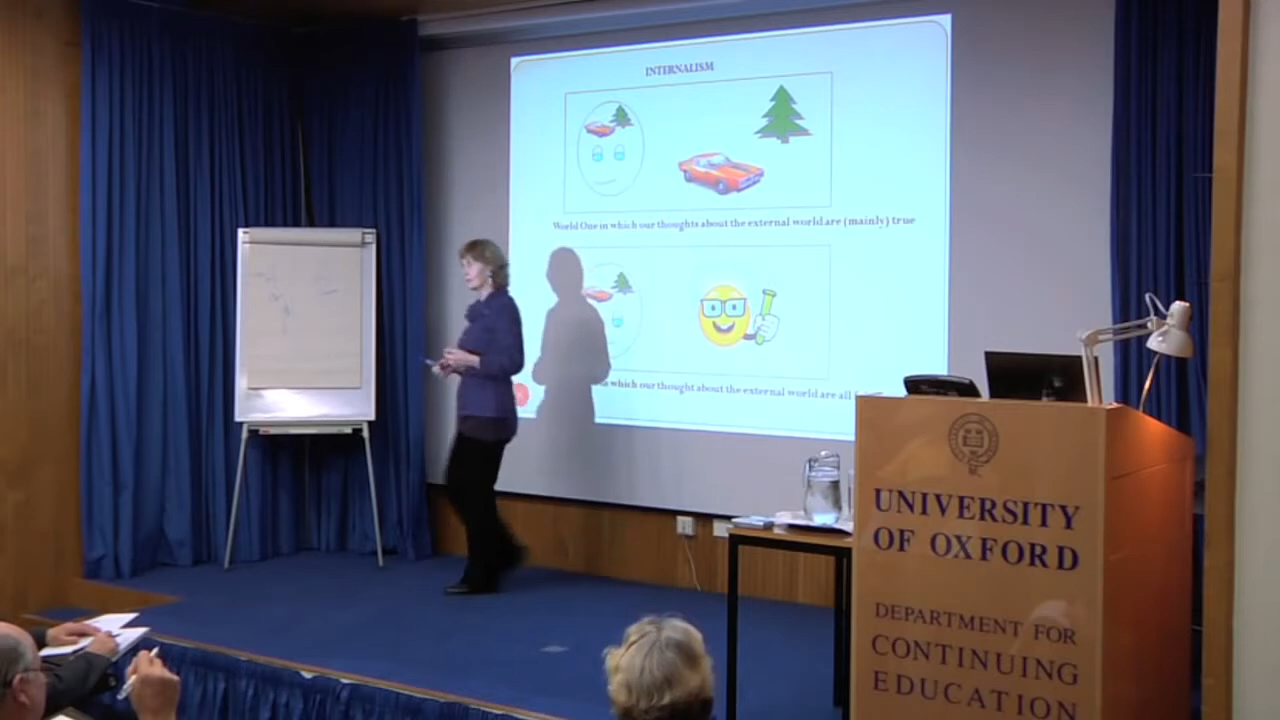 INTERNALISM
World One in which our thoughts about the external world are (mainly) true
which our thought about the external world are all
UNIVERSITY
OF OXFORD
DEPARTMENT FOR
CONTINUING
EDUCATION